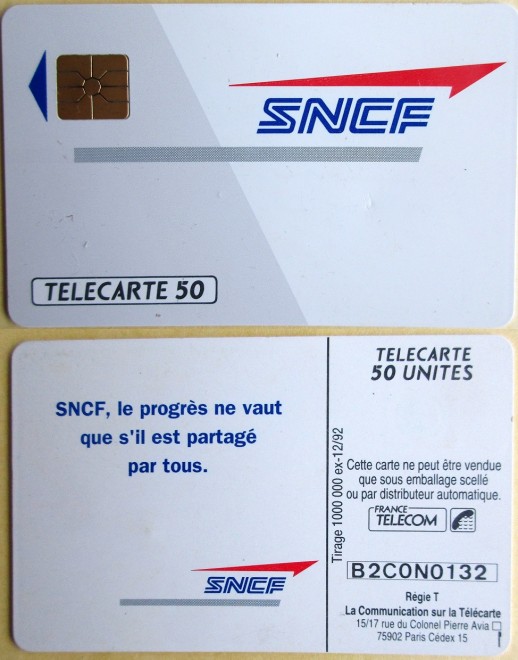 SNCF
TELECARTE 50
SNCF, le progrès ne vaut
que s'il est partagé
par tous.
SNCF
Tirage 1000 000 ex-12/92
TELECARTE
50 UNITES
Cette carte ne peut être vendue
que sous emballage scellé
ou par distributeur automatique.
FRANCE
TELECOM
B2C0N0132
Régie T
La Communication sur la Télécarte
15/17 rue du Colonel Pierre Avia
75902 Paris Cédex 15